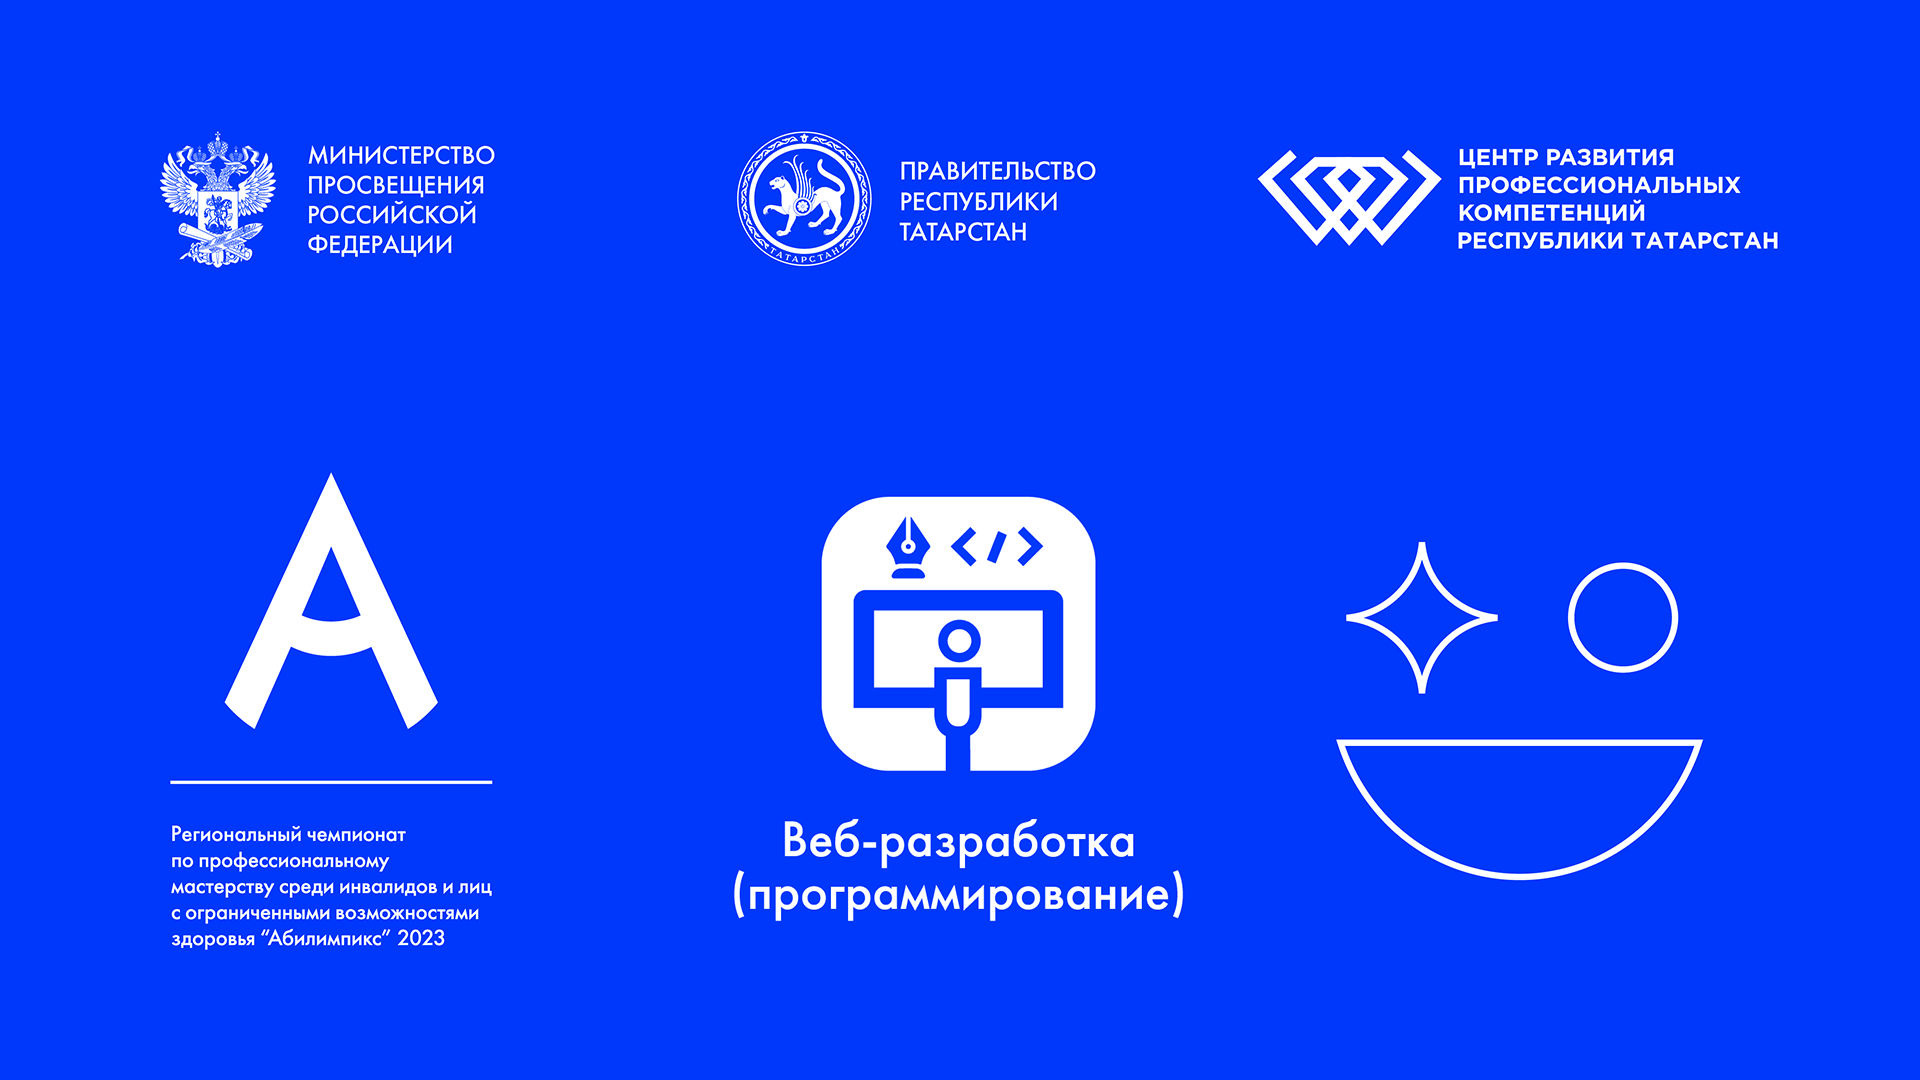 МИНИСТЕРСТВО
ПРОСВЕЩЕНИЯ
РОССИЙСКОЙ
ФЕДЕРАЦИИ
ТАТАРСТАН
ПРАВИТЕЛЬСТВО
РЕСПУБЛИКИ
ТАТАРСТАН
ЦЕНТР РАЗВИТИЯ
ПРОФЕССИОНАЛЬНЫХ
КОМПЕТЕНЦИЙ
РЕСПУБЛИКИ ТАТАРСТАН
А
Региональный чемпионат
по профессиональному
мастерству среди инвалидов и лиц
с ограниченными возможностями
здоровья “Абилимпикс” 2023
</>
Веб-разработка
(программирование)